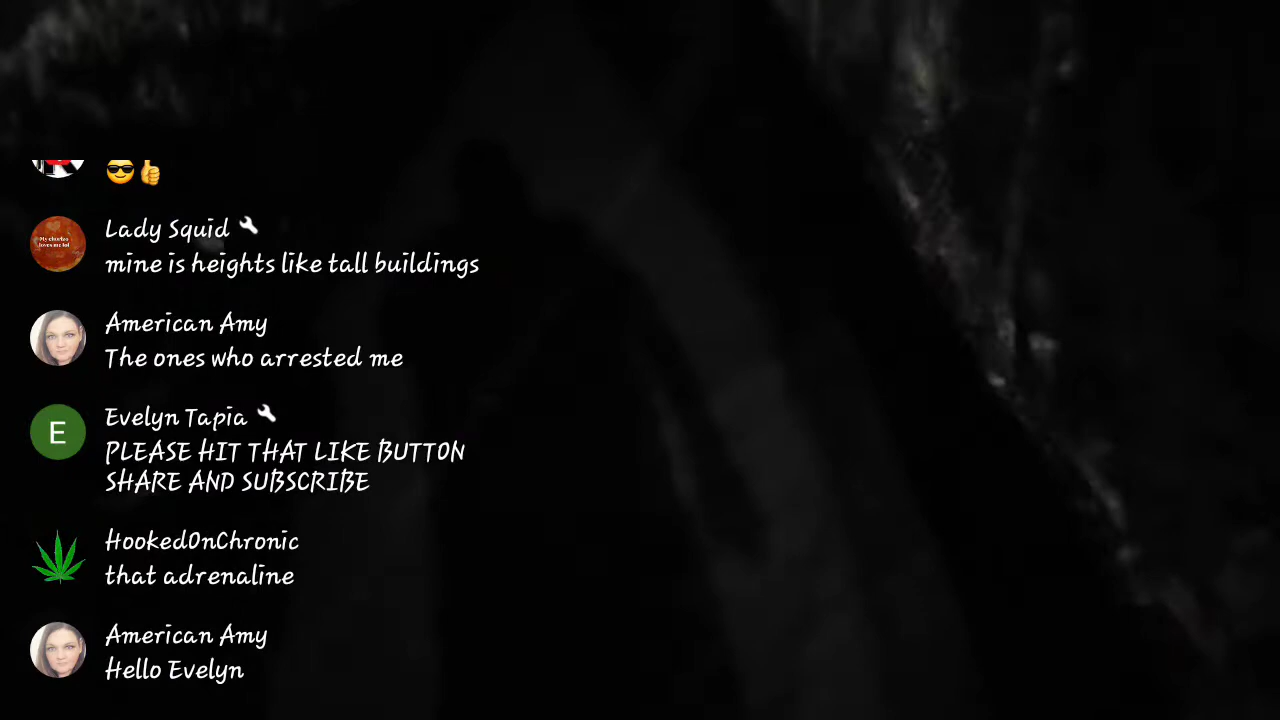 😎👍
Lady Squid
mine is heights like tall buildings
American Amy
The ones who arrested me
Evelyn Tapia
E
PLEASE HIT THAT LIKE BUTTON
SHARE AND SUBSCRIBE
HookedOnChronic
that adrenaline
American Amy
Hello Evelyn